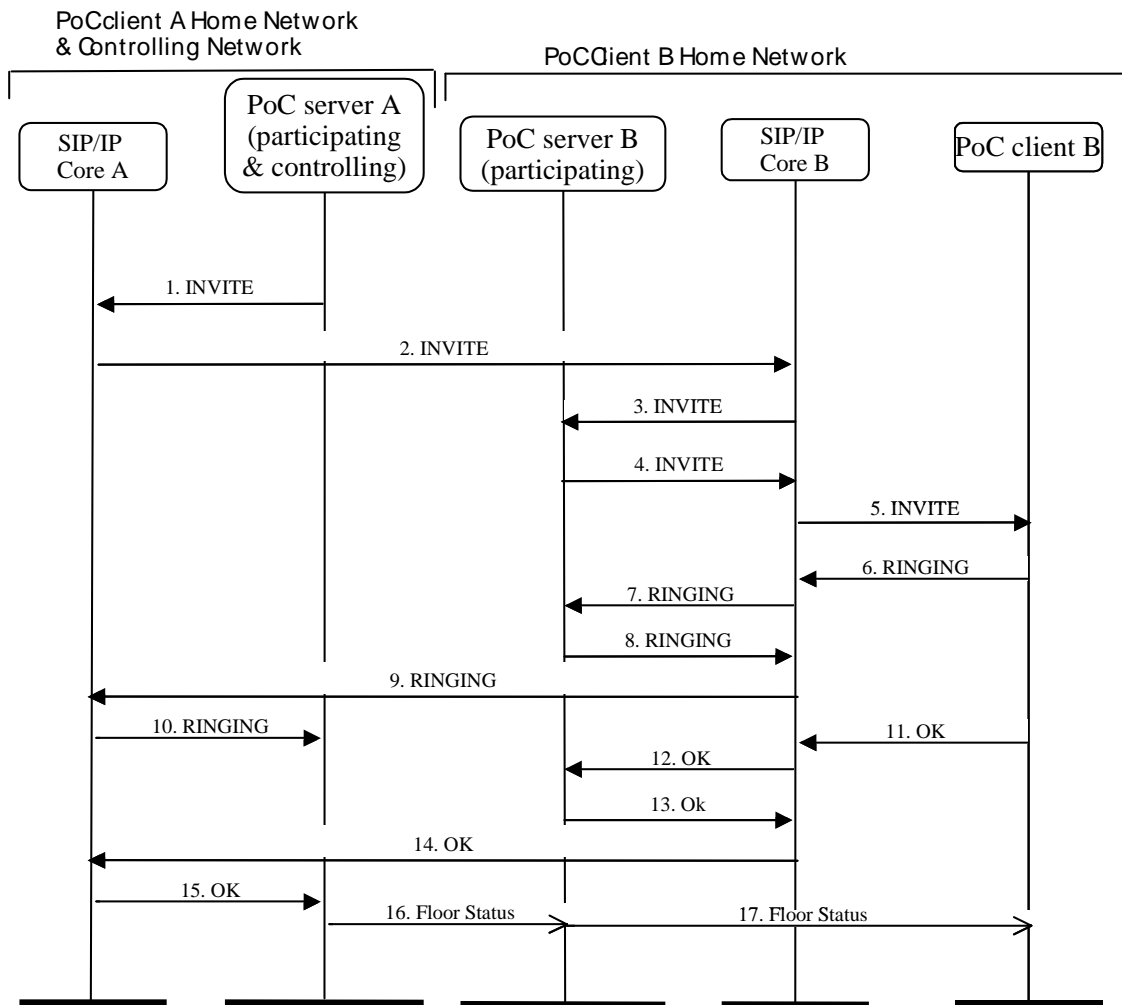 PoCclient A Home Network
& Controlling Network
PoCClient B Home Network
SIP/IP
Core A
PoC server A
(participating
& controlling)
PoC server B
(participating)
SIP/IP
Core B
PoC client B
1. INVITE
2. INVITE
3. INVITE
4. INVITE
5. INVITE
6. RINGING
7. RINGING
8. RINGING
9. RINGING
10. RINGING
11. OK
12. OK
13. Ok
14. OK
15. OK
16. Floor Status
17. Floor Status